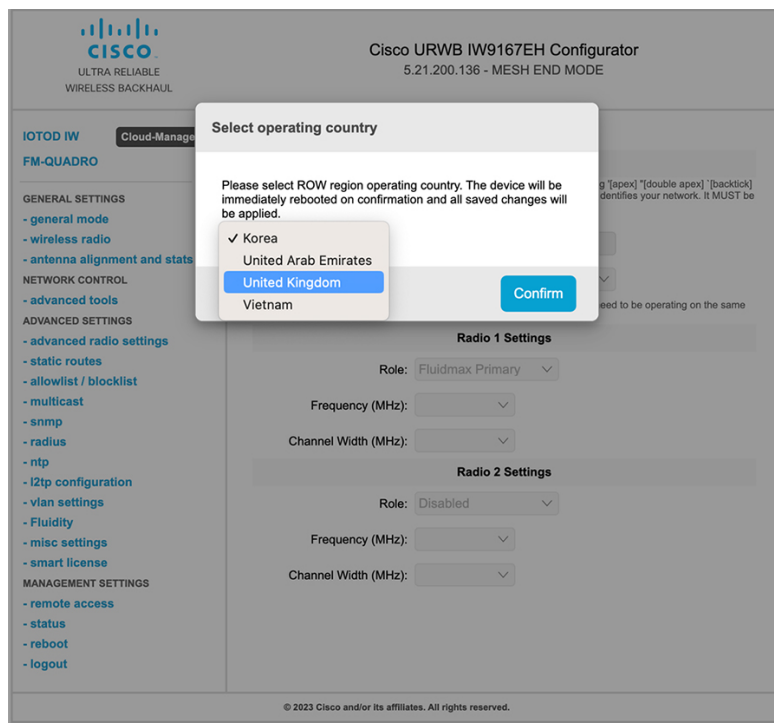 CISCO
ULTRA RELIABLE
WIRELESS BACKHAUL
Cisco URWB IW9167EH Configurator
5.21.200.136 - MESH END MODE
IOTOD IW
Cloud-Manage
FM-QUADRO
GENERAL SETTINGS
- general mode
- wireless radio
- antenna alignment and stats
NETWORK CONTROL
- advanced tools
ADVANCED SETTINGS
- advanced radio settings
- static routes
- allowlist / blocklist
- multicast
- snmp
- radius
- ntp
- l2tp configuration
- vlan settings
- Fluidity
- misc settings
- smart license
MANAGEMENT SETTINGS
- remote access
- status
- reboot
- logout
Select operating country
Please select ROW region operating country. The device will be
immediately rebooted on confirmation and all saved changes will
be applied.
✓ Korea
United Arab Emirates
United Kingdom
Vietnam
Confirm
g '[apex] "[double apex] `[backtick]
dentifies your network. It MUST be
eed to be operating on the same
Radio 1 Settings
Role: Fluidmax Primary
Frequency (MHz):
Channel Width (MHz):
Radio 2 Settings
Role: Disabled
Frequency (MHz):
Channel Width (MHz):
© 2023 Cisco and/or its affiliates. All rights reserved.